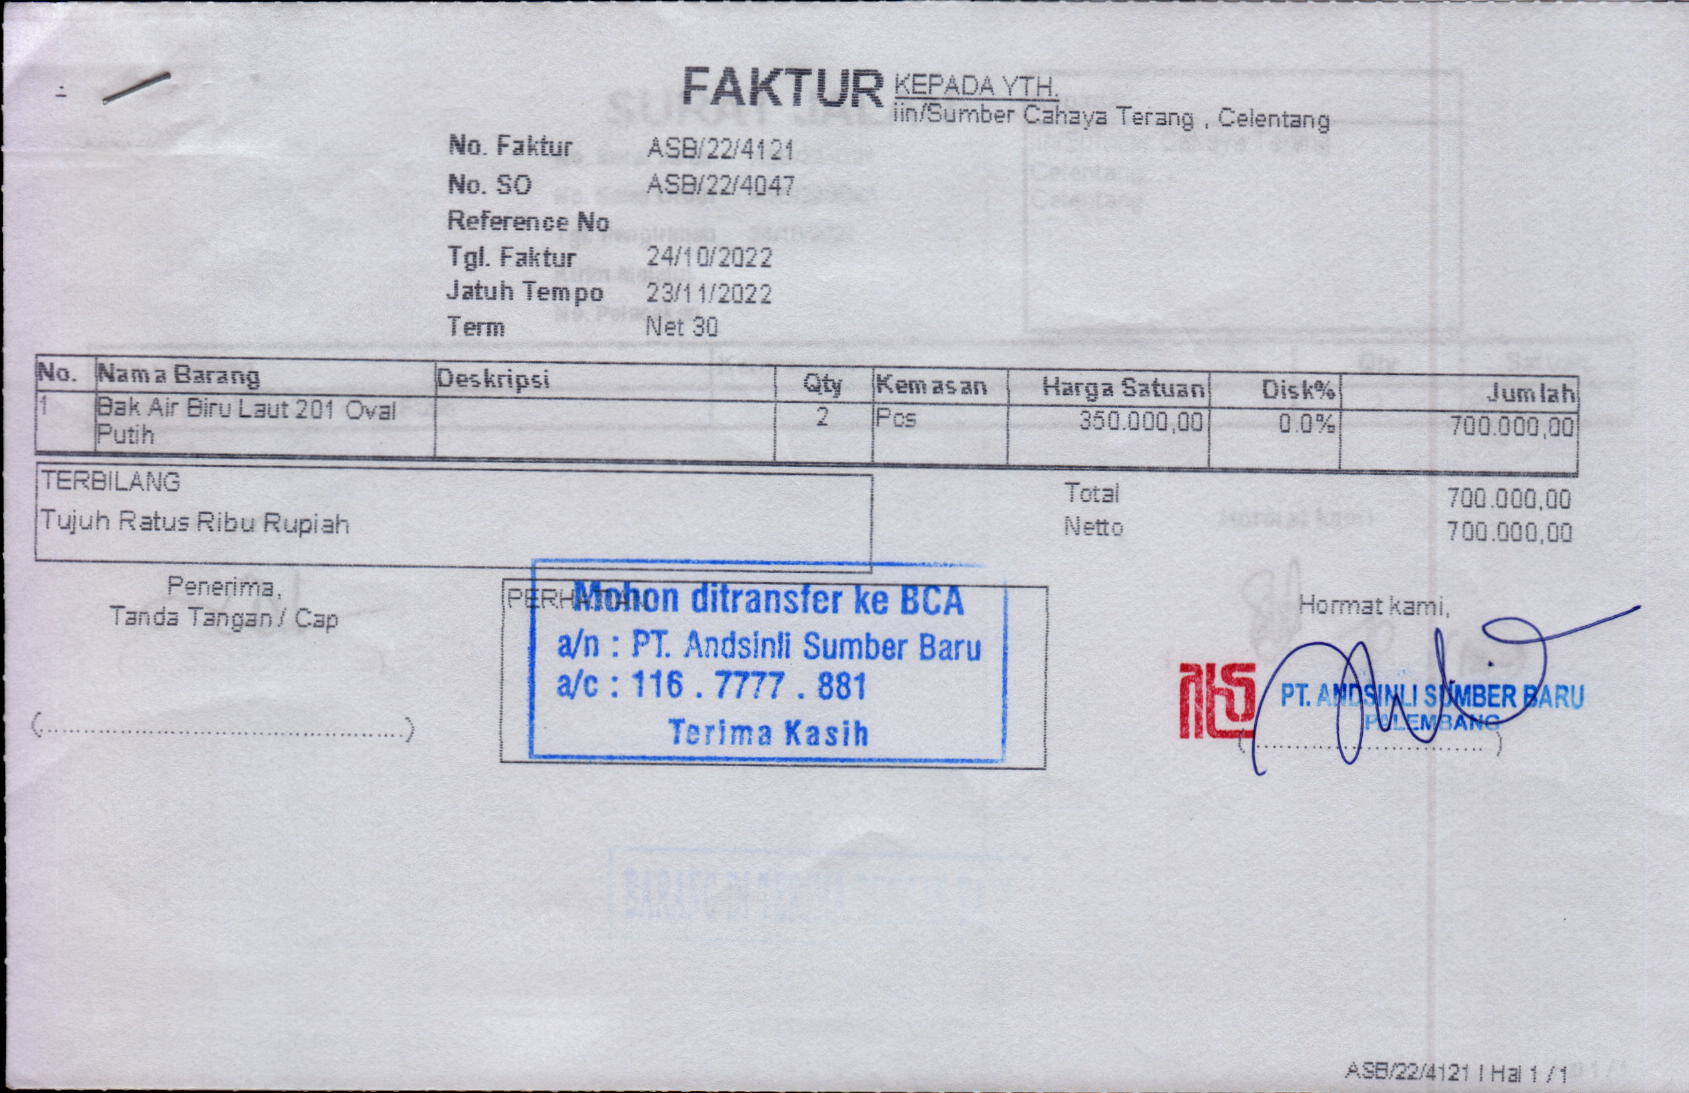 FAKTUR
KEPADA YTH.
iin/Sumber Cahaya Terang , Celentang
No. Faktur ASB/22/4121
No. SO ASB/22/4047
Reference No
Tgl. Faktur 24/10/2022
Jatuh Tempo 23/11/2022
Term Net 30
No. Nama Barang Deskripsi Qty Kemasan Harga Satuan Disk% Jumlah
1 Bak Air Biru Laut 201 Oval 2 Pcs 350.000,00 0.0% 700.000,00
Putih
TERBILANG
Tujuh Ratus Ribu Rupiah
Total 700.000,00
Netto 700.000,00
Penerima,
Tanda Tangan / Cap
(............................................)
PERHATIAN
Mohon ditransfer ke BCA
a/n : PT. Andsinli Sumber Baru
a/c : 116 . 7777 . 881
Terima Kasih
Hormat kami,
PT. ANDSINLI SUMBER BARU
PALEMBANG
(............................)
ASB/22/4121 | Hal 1 / 1